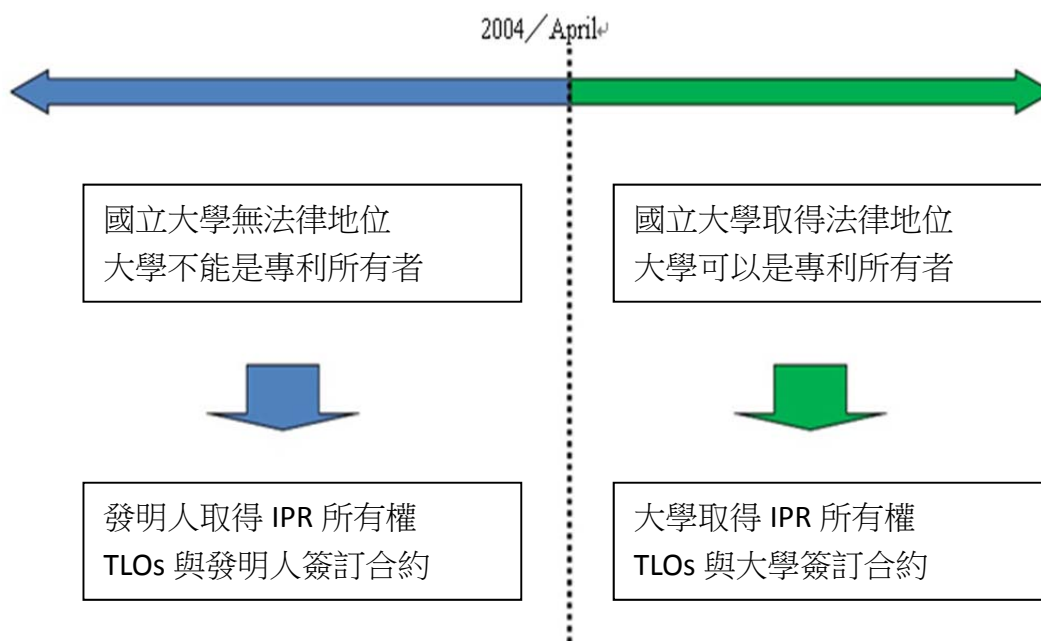 2004／April↵
國立大學無法律地位
大學不能是專利所有者
國立大學取得法律地位
大學可以是專利所有者
發明人取得 IPR 所有權
TLOs 與發明人簽訂合約
大學取得 IPR 所有權
TLOs 與大學簽訂合約